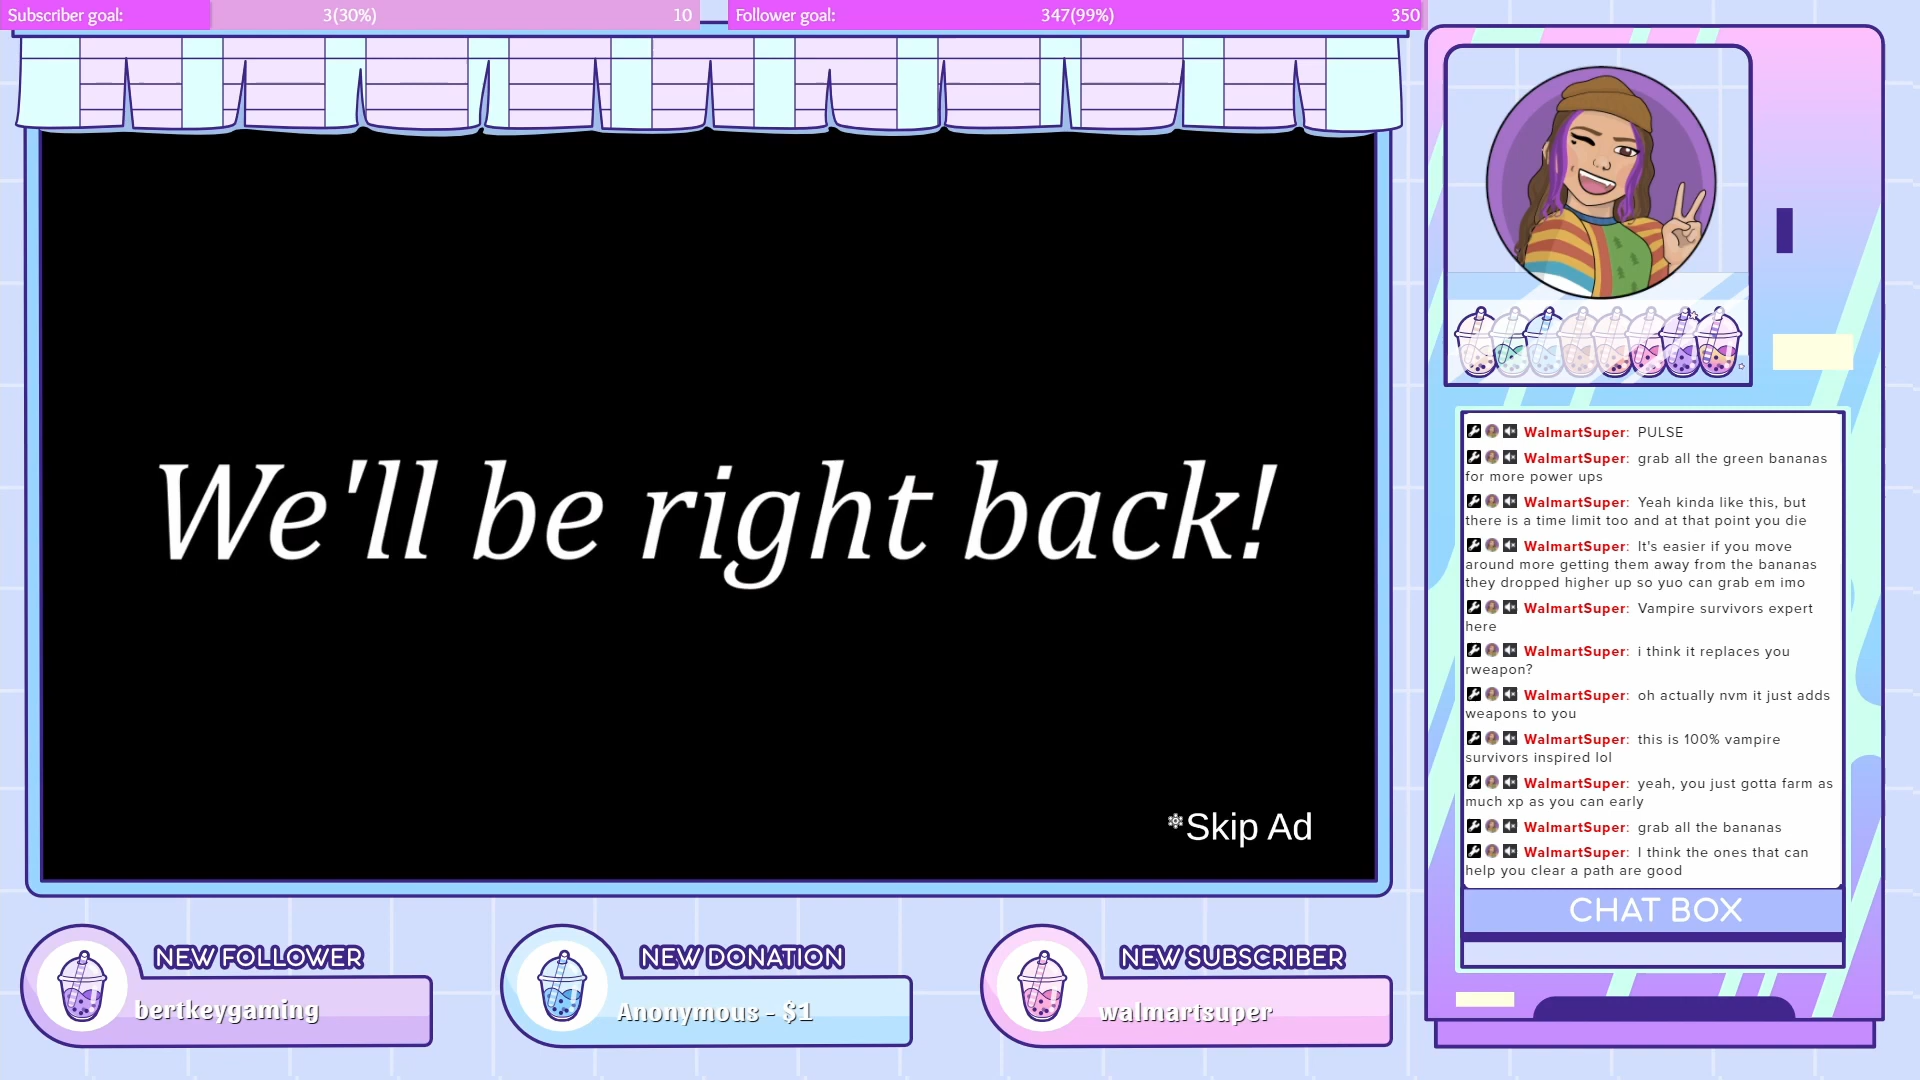 Subscriber goal: 3(30%) 10
Follower goal: 347(99%) 350
We'll be right back!
*Skip Ad
WalmartSuper: PULSE
WalmartSuper: grab all the green bananas
for more power ups
WalmartSuper: Yeah kinda like this, but
there is a time limit too and at that point you die
WalmartSuper: It's easier if you move
around more getting them away from the bananas
they dropped higher up so yuo can grab em imo
WalmartSuper: Vampire survivors expert
here
WalmartSuper: i think it replaces you
rweapon?
WalmartSuper: oh actually nvm it just adds
weapons to you
WalmartSuper: this is 100% vampire
survivors inspired lol
WalmartSuper: yeah, you just gotta farm as
much xp as you can early
WalmartSuper: grab all the bananas
WalmartSuper: I think the ones that can
help you clear a path are good
CHAT BOX
NEW FOLLOWER
bertkeygaming
NEW DONATION
Anonymous - $1
NEW SUBSCRIBER
walmartsuper